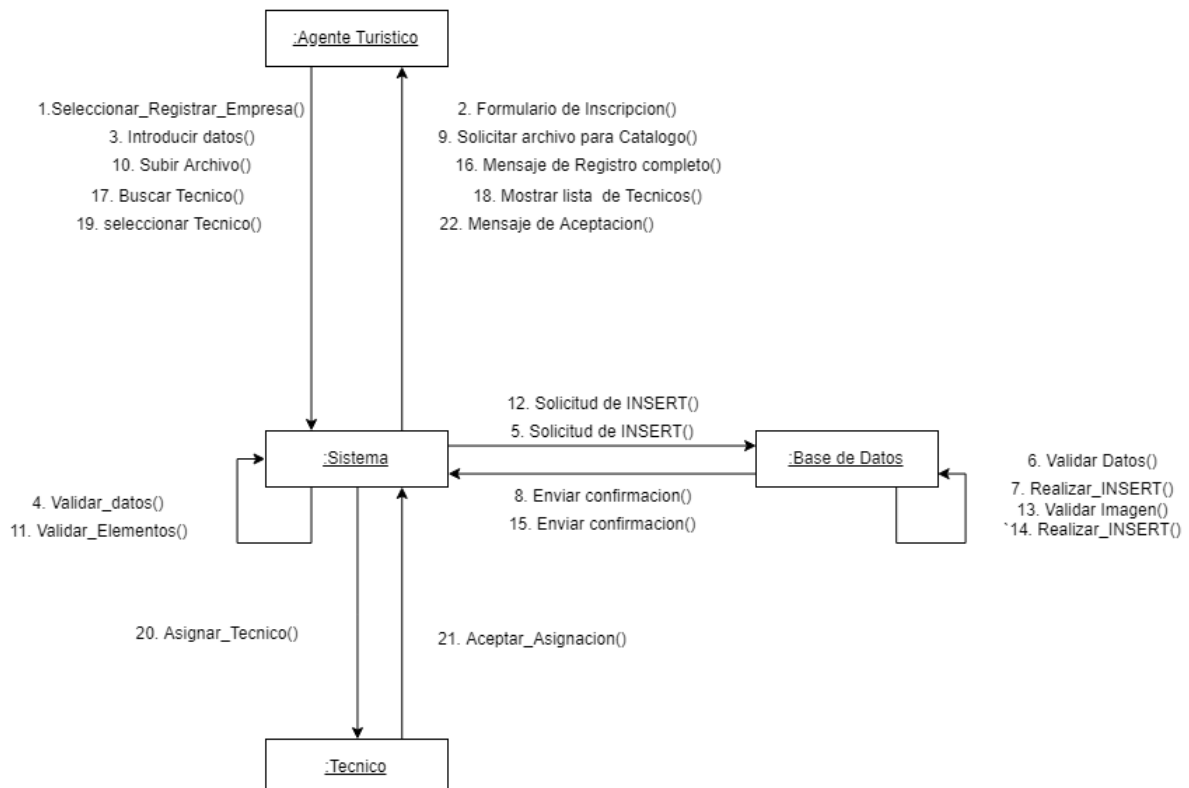 :Agente Turistico
1.Seleccionar_Registrar_Empresa()
3. Introducir datos()
10. Subir Archivo()
17. Buscar Tecnico()
19. seleccionar Tecnico()
2. Formulario de Inscripcion()
9. Solicitar archivo para Catalogo()
16. Mensaje de Registro completo()
18. Mostrar lista de Tecnicos()
22. Mensaje de Aceptacion()
12. Solicitud de INSERT()
5. Solicitud de INSERT()
:Sistema
:Base de Datos
4. Validar_datos()
11. Validar_Elementos()
8. Enviar confirmacion()
15. Enviar confirmacion()
6. Validar Datos()
7. Realizar_INSERT()
13. Validar Imagen()
`14. Realizar_INSERT()
20. Asignar_Tecnico()
21. Aceptar_Asignacion()
:Tecnico